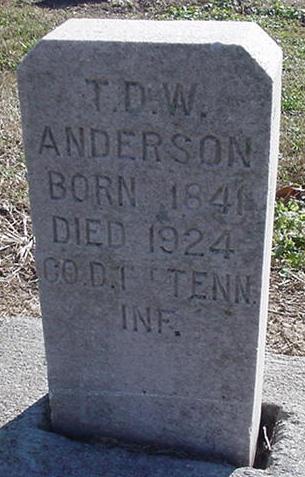 T.D.W.
ANDERSON
BORN 1841
DIED 1924
CO.D. TENN.
INF.